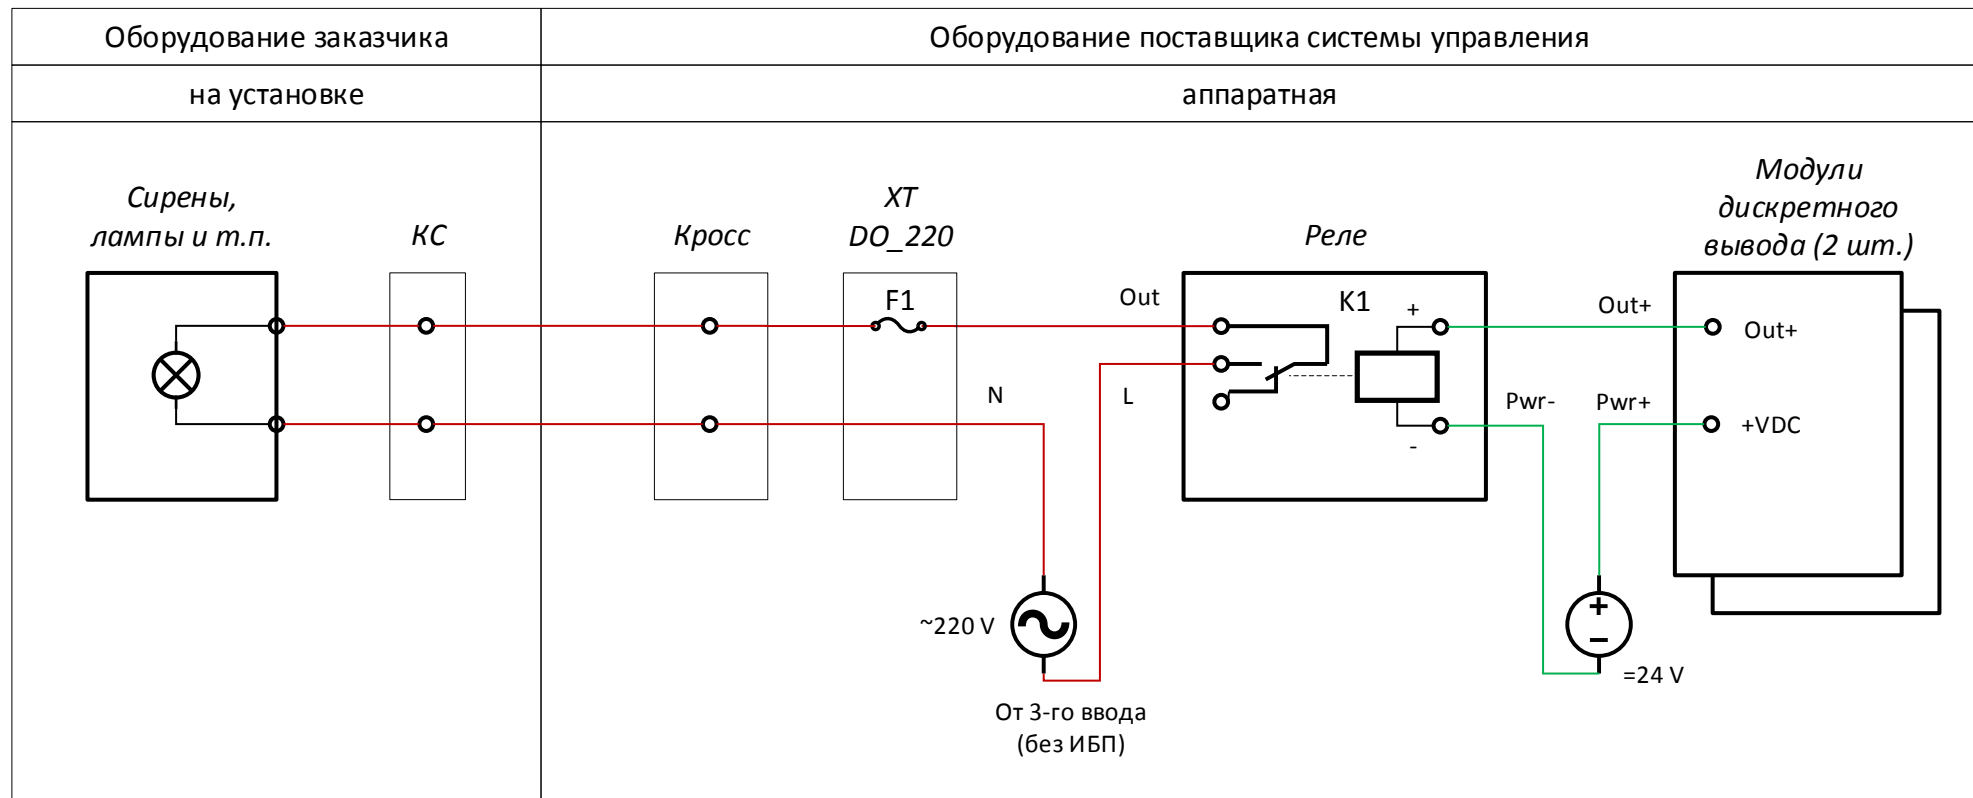 Оборудование заказчика
Оборудование поставщика системы управления
на установке
аппаратная
Сирены,
лампы и т.п.
КС
Кросс
XT
DO_220
Реле
Модули
дискретного
вывода (2 шт.)
F1
Out
K1
+
Out+
Out+
N
L
Pwr-
Pwr+
+VDC
-
~220 V
=24 V
От 3-го ввода
(без ИБП)